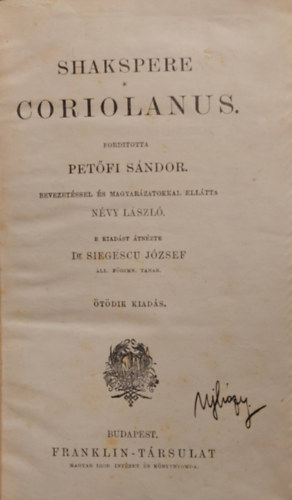 SHAKSPERE
CORIOLANUS.
FORDITOTTA
PETŐFI SÁNDOR.
BEVEZETÉSSEL ÉS MAGYARÁZATOKKAL ELLÁTTA
NÉVY LÁSZLÓ.
E KIADÁST ÁTNÉZTE
Dr SIEGESCU JÓZSEF
ÁLL. FŐGIMN. TANÁR.
ÖTÖDIK KIADÁS.
BUDAPEST,
FRANKLIN-TÁRSULAT
MAGYAR IROD. INTÉZET ÉS KÖNYVNYOMDA.